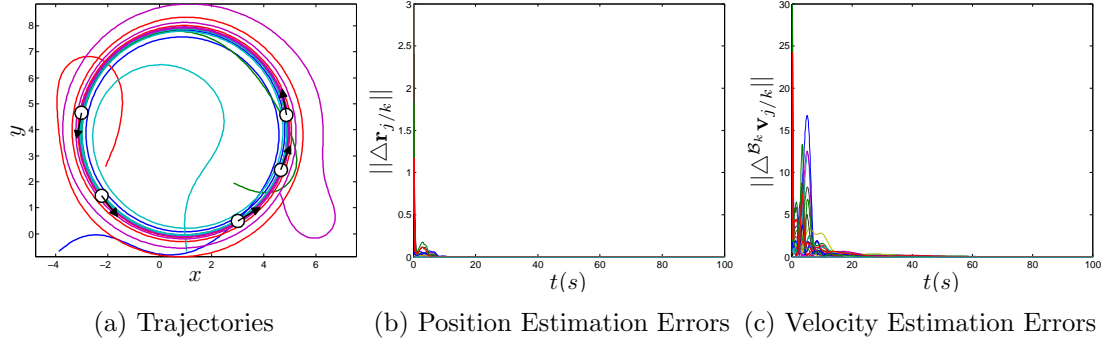 8
7
6
5
4
3
2
1
0
y
−4 −2 0 2 4 6
x
3
2.5
2
1.5
1
0.5
0
||△r_{j/k}||
0 20 40 60 80 100
t(s)
30
25
20
15
10
5
0
||△^{\mathcal{B}_k} v_{j/k}||
0 20 40 60 80 100
t(s)
(a) Trajectories
(b) Position Estimation Errors
(c) Velocity Estimation Errors